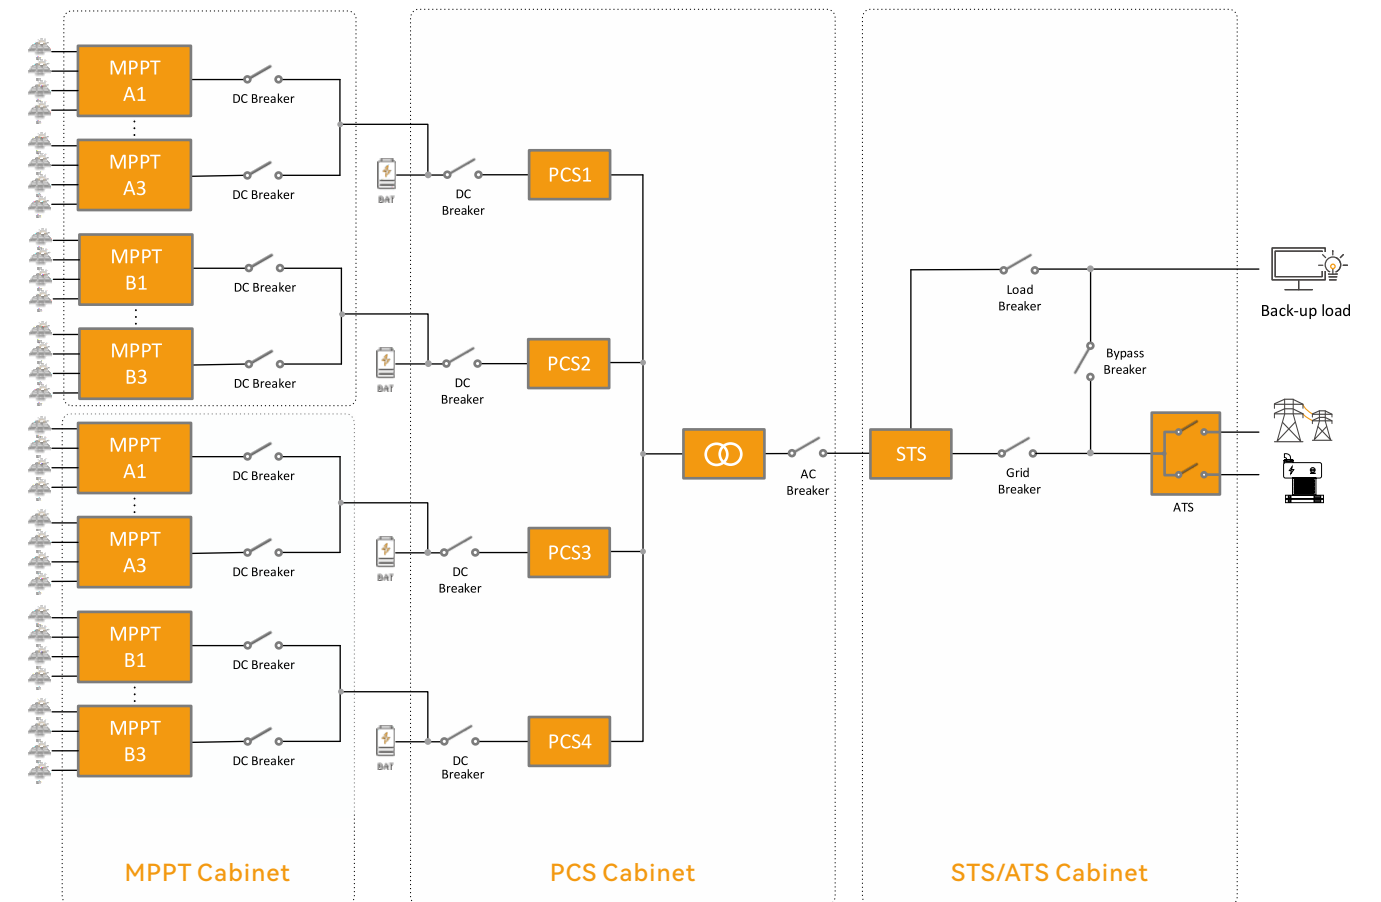 MPPT
A1
DC Breaker
MPPT
A3
DC Breaker
BAT
DC
Breaker
PCS1
MPPT
B1
DC Breaker
MPPT
B3
DC Breaker
BAT
DC
Breaker
PCS2
MPPT
A1
DC Breaker
MPPT
A3
DC Breaker
BAT
DC
Breaker
PCS3
MPPT
B1
DC Breaker
MPPT
B3
DC Breaker
BAT
DC
Breaker
PCS4
AC
Breaker
STS
Load
Breaker
Bypass
Breaker
Grid
Breaker
ATS
Back-up load
MPPT Cabinet
PCS Cabinet
STS/ATS Cabinet